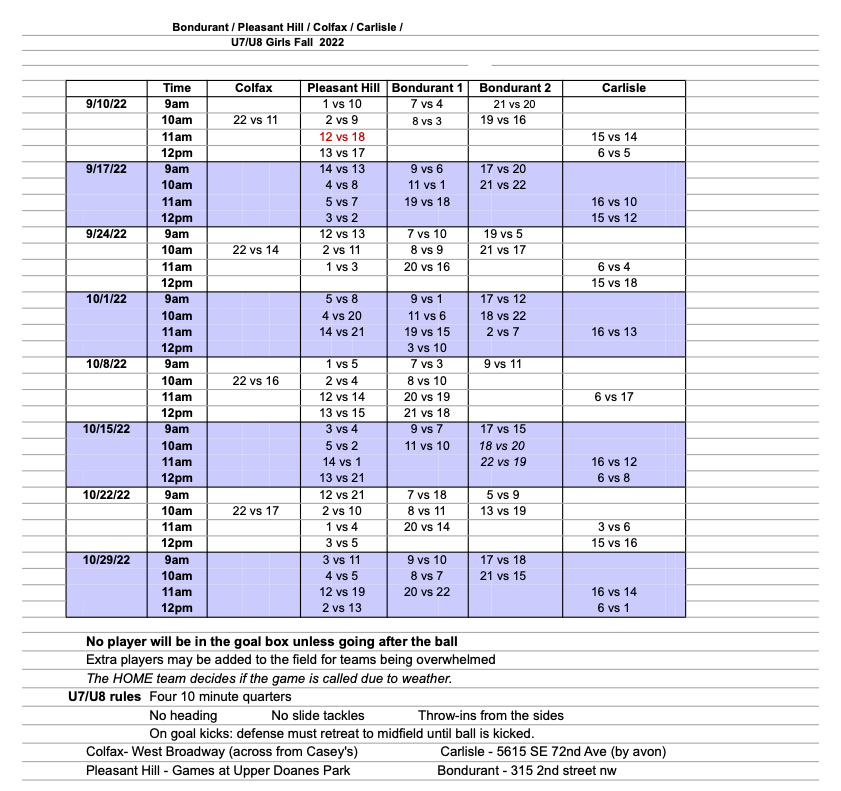 Bondurant / Pleasant Hill / Colfax / Carlisle /
U7/U8 Girls Fall 2022
Time Colfax Pleasant Hill Bondurant 1 Bondurant 2 Carlisle
9/10/22 9am 1 vs 10 7 vs 4 21 vs 20
10am 22 vs 11 2 vs 9 8 vs 3 19 vs 16
11am 12 vs 18 15 vs 14
12pm 13 vs 17 6 vs 5
9/17/22 9am 14 vs 13 9 vs 6 17 vs 20
10am 4 vs 8 11 vs 1 21 vs 22
11am 5 vs 7 19 vs 18 16 vs 10
12pm 3 vs 2 15 vs 12
9/24/22 9am 12 vs 13 7 vs 10 19 vs 5
10am 22 vs 14 2 vs 11 8 vs 9 21 vs 17
11am 1 vs 3 20 vs 16 6 vs 4
12pm 15 vs 18
10/1/22 9am 5 vs 8 9 vs 1 17 vs 12
10am 4 vs 20 11 vs 6 18 vs 22
11am 14 vs 21 19 vs 15 2 vs 7 16 vs 13
12pm 3 vs 10
10/8/22 9am 1 vs 5 7 vs 3 9 vs 11
10am 22 vs 16 2 vs 4 8 vs 10
11am 12 vs 14 20 vs 19 6 vs 17
12pm 13 vs 15 21 vs 18
10/15/22 9am 3 vs 4 9 vs 7 17 vs 15
10am 5 vs 2 11 vs 10 18 vs 20
11am 14 vs 1 22 vs 19 16 vs 12
12pm 13 vs 21 6 vs 8
10/22/22 9am 12 vs 21 7 vs 18 5 vs 9
10am 22 vs 17 2 vs 10 8 vs 11 13 vs 19
11am 1 vs 4 20 vs 14 3 vs 6
12pm 3 vs 5 15 vs 16
10/29/22 9am 3 vs 11 9 vs 10 17 vs 18
10am 4 vs 5 8 vs 7 21 vs 15
11am 12 vs 19 20 vs 22 16 vs 14
12pm 2 vs 13 6 vs 1
No player will be in the goal box unless going after the ball
Extra players may be added to the field for teams being overwhelmed
The HOME team decides if the game is called due to weather.
U7/U8 rules Four 10 minute quarters
No heading No slide tackles Throw-ins from the sides
On goal kicks: defense must retreat to midfield until ball is kicked.
Colfax- West Broadway (across from Casey's) Carlisle - 5615 SE 72nd Ave (by avon)
Pleasant Hill - Games at Upper Doanes Park Bondurant - 315 2nd street nw